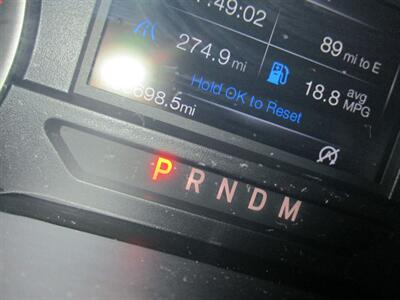 49:02
89 mi to E
274.9 mi
18.8 avg MPG
Hold OK to Reset
698.5mi
P R N D M